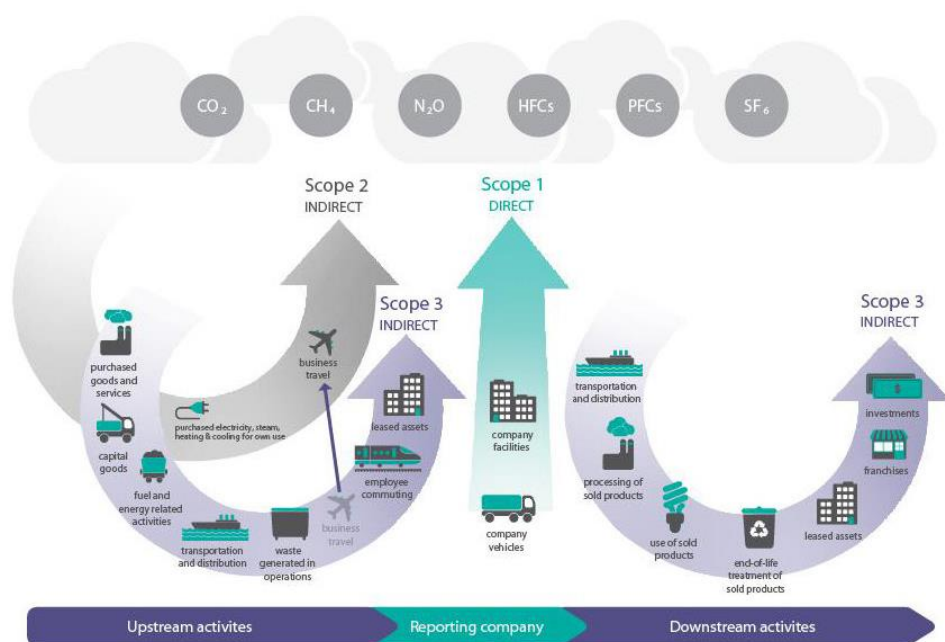 CO2
CH4
N2O
HFCs
PFCs
SF6
Scope 2
INDIRECT
Scope 1
DIRECT
Scope 3
INDIRECT
Scope 3
INDIRECT
purchased
goods and
services
capital
goods
fuel and
energy related
activities
purchased electricity, steam,
heating & cooling for own use
transportation
and distribution
waste
generated in
operations
business
travel
business
travel
employee
commuting
leased assets
company
facilities
company
vehicles
transportation
and distribution
processing of
sold products
use of sold
products
end-of-life
treatment of
sold products
leased assets
franchises
investments
Upstream activites
Reporting company
Downstream activites